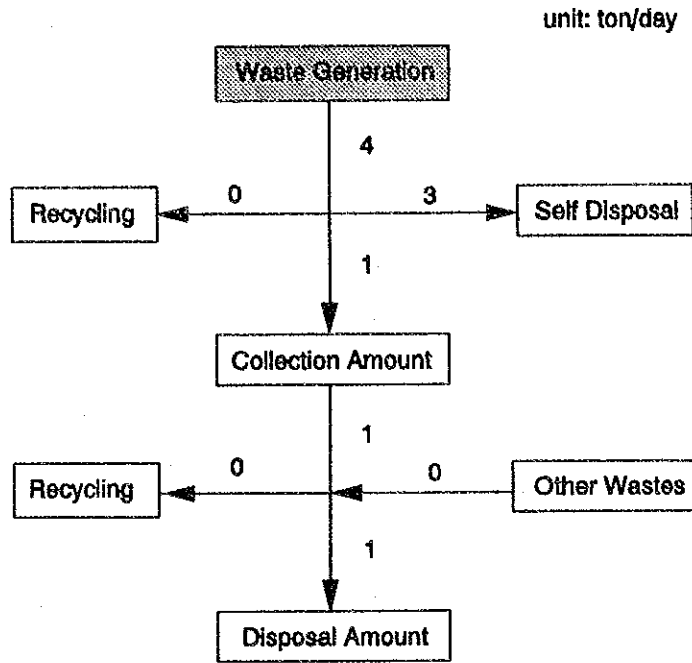 unit: ton/day
Waste Generation
4
Recycling 0 3 Self Disposal
1
Collection Amount
1
Recycling 0 0 Other Wastes
1
Disposal Amount